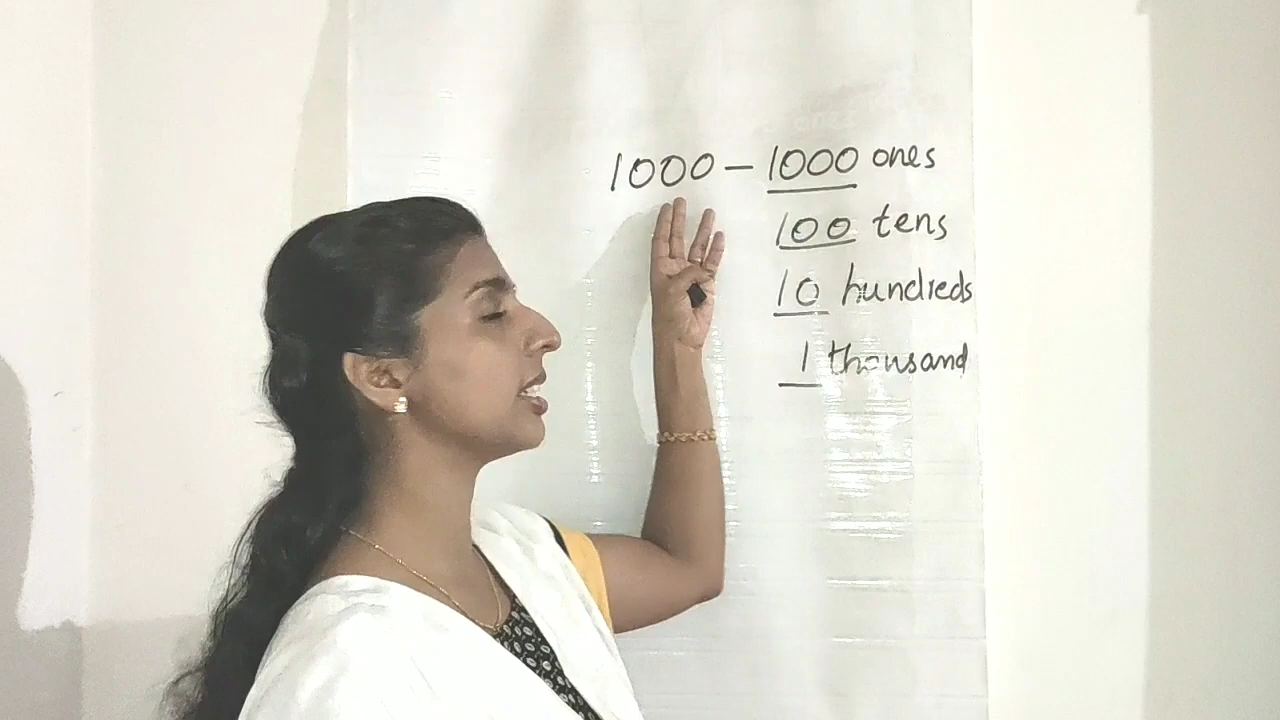 1000 – 1000 ones
100 tens
10 hundreds
1 thousand